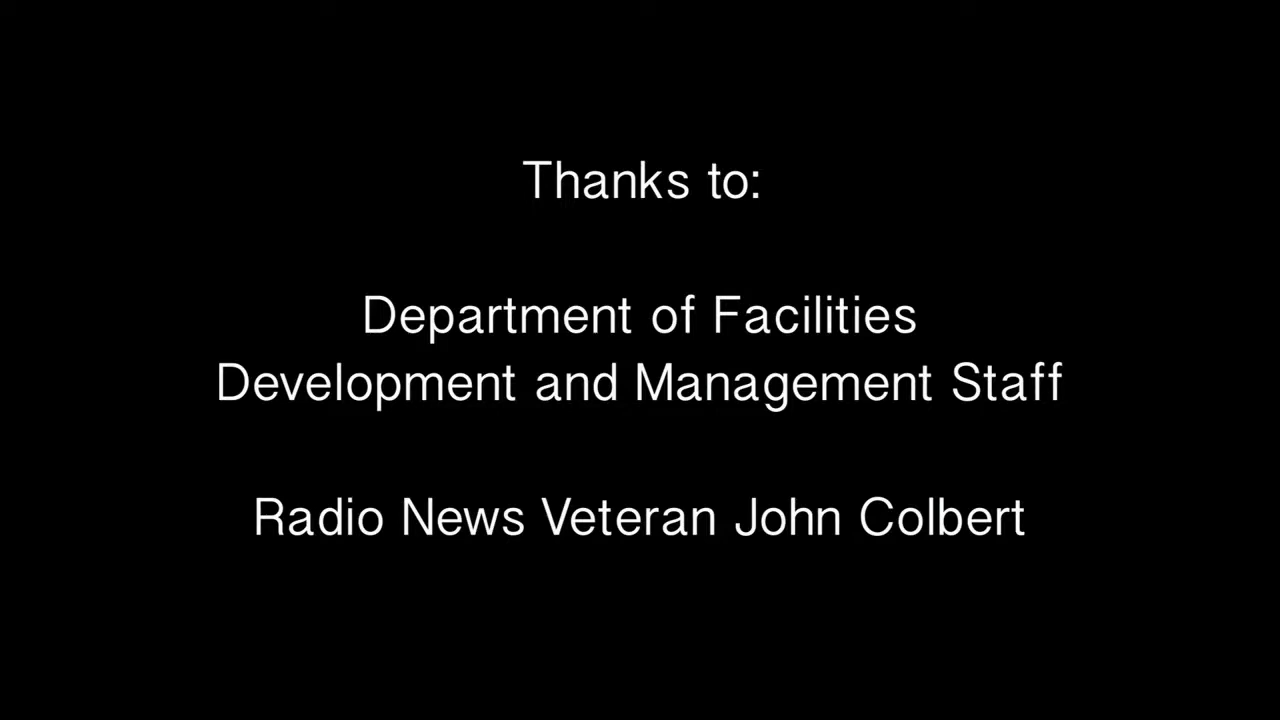 Thanks to:
Department of Facilities
Development and Management Staff
Radio News Veteran John Colbert